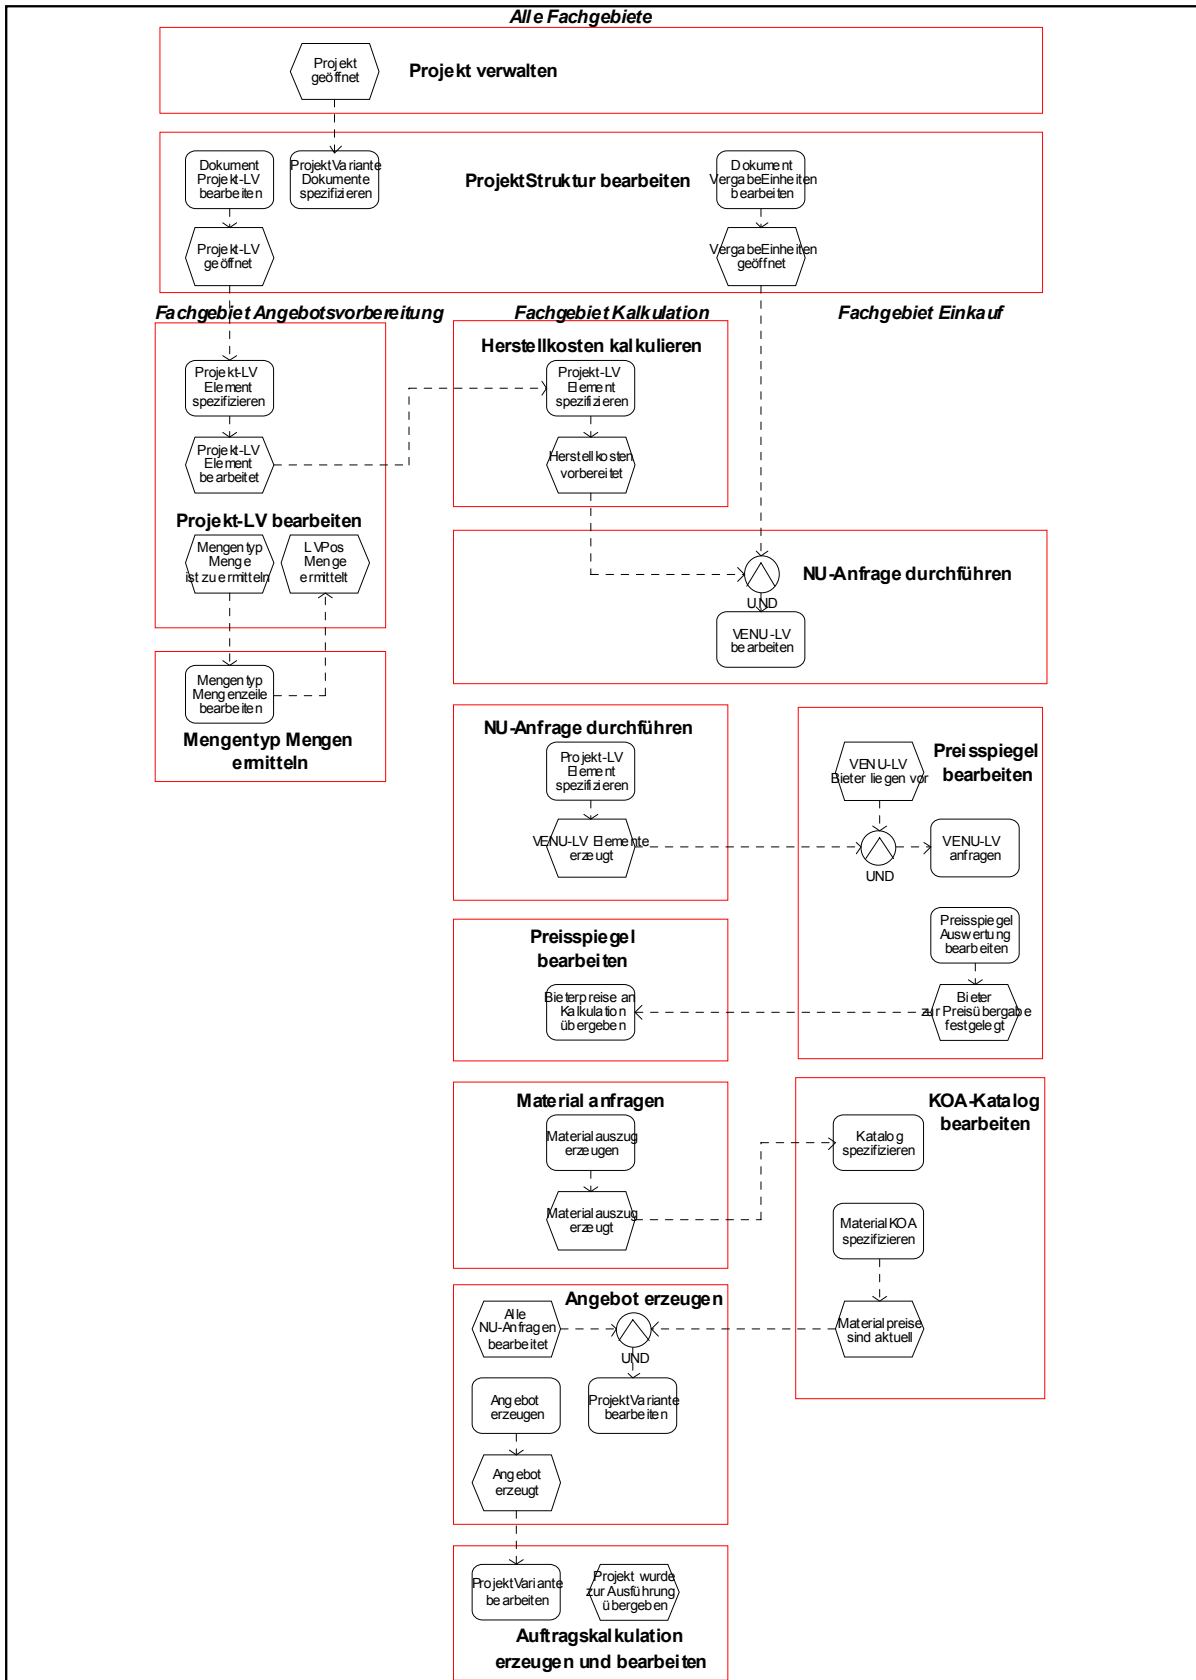 Alle Fachgebiete
Projekt
geöffnet
Projekt verwalten
Dokument
Projekt-LV
bearbeiten
ProjektVariante
Dokumente
spezifizieren
ProjektStruktur bearbeiten
Dokument
VergabeEinheiten
bearbeiten
Projekt-LV
geöffnet
VergabeEinheiten
geöffnet
Fachgebiet Angebotsvorbereitung
Fachgebiet Kalkulation
Fachgebiet Einkauf
Herstellkosten kalkulieren
Projekt-LV
Element
spezifizieren
Projekt-LV
Element
spezifizieren
Projekt-LV
Element
bearbeitet
Herstellkosten
vorbereitet
Projekt-LV bearbeiten
Mengentyp
Menge
ist zu ermitteln
LVPos
Menge
ermittelt
NU-Anfrage durchführen
UND
VENU-LV
bearbeiten
Mengentyp
Mengenzeile
bearbeiten
Mengentyp Mengen
ermitteln
NU-Anfrage durchführen
Projekt-LV
Element
spezifizieren
VENU-LV Elemente
erzeugt
Preisspiegel
bearbeiten
VENU-LV
Bieter liegen vor
UND
VENU-LV
anfragen
Preisspiegel
Auswertung
bearbeiten
Bieter
zur Preisübergabe
festgelegt
Preisspiegel
bearbeiten
Bieterpreise an
Kalkulation
übergeben
Material anfragen
Materialauszug
erzeugen
Materialauszug
erzeugt
KOA-Katalog
bearbeiten
Katalog
spezifizieren
MaterialKOA
spezifizieren
Materialpreise
sind aktuell
Angebot erzeugen
Alle
NU-Anfragen
bearbeitet
UND
Angebot
erzeugen
ProjektVariante
bearbeiten
Angebot
erzeugt
ProjektVariante
bearbeiten
Projekt wurde
zur Ausführung
übergeben
Auftragskalkulation
erzeugen und bearbeiten